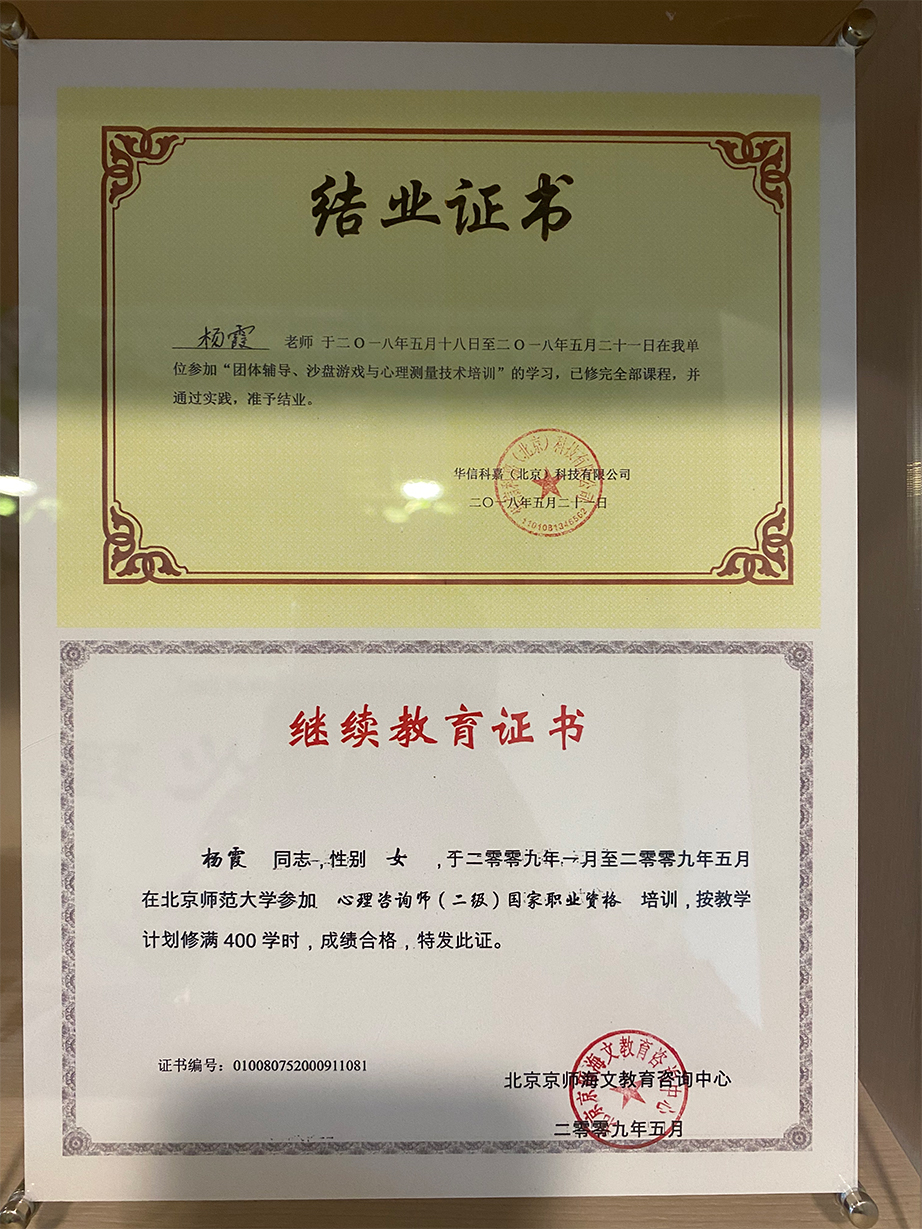 结业证书
杨霞 老师 于二O一八年五月十八日至二O一八年五月二十一日在我单
位参加“团体辅导、沙盘游戏与心理测量技术培训”的学习，已修完全部课程，并
通过实践，准予结业。
华信科嘉（北京）科技有限公司
二〇一八年五月二十一日
继续教育证书
杨霞 同志，性别 女 ，于二零零九年一月至二零零九年五月
在北京师范大学参加 心理咨询师（二级）国家职业资格 培训，按教学
计划修满 400 学时，成绩合格，特发此证。
证书编号：010080752000911081
北京京师海文教育咨询中心
二零零九年五月